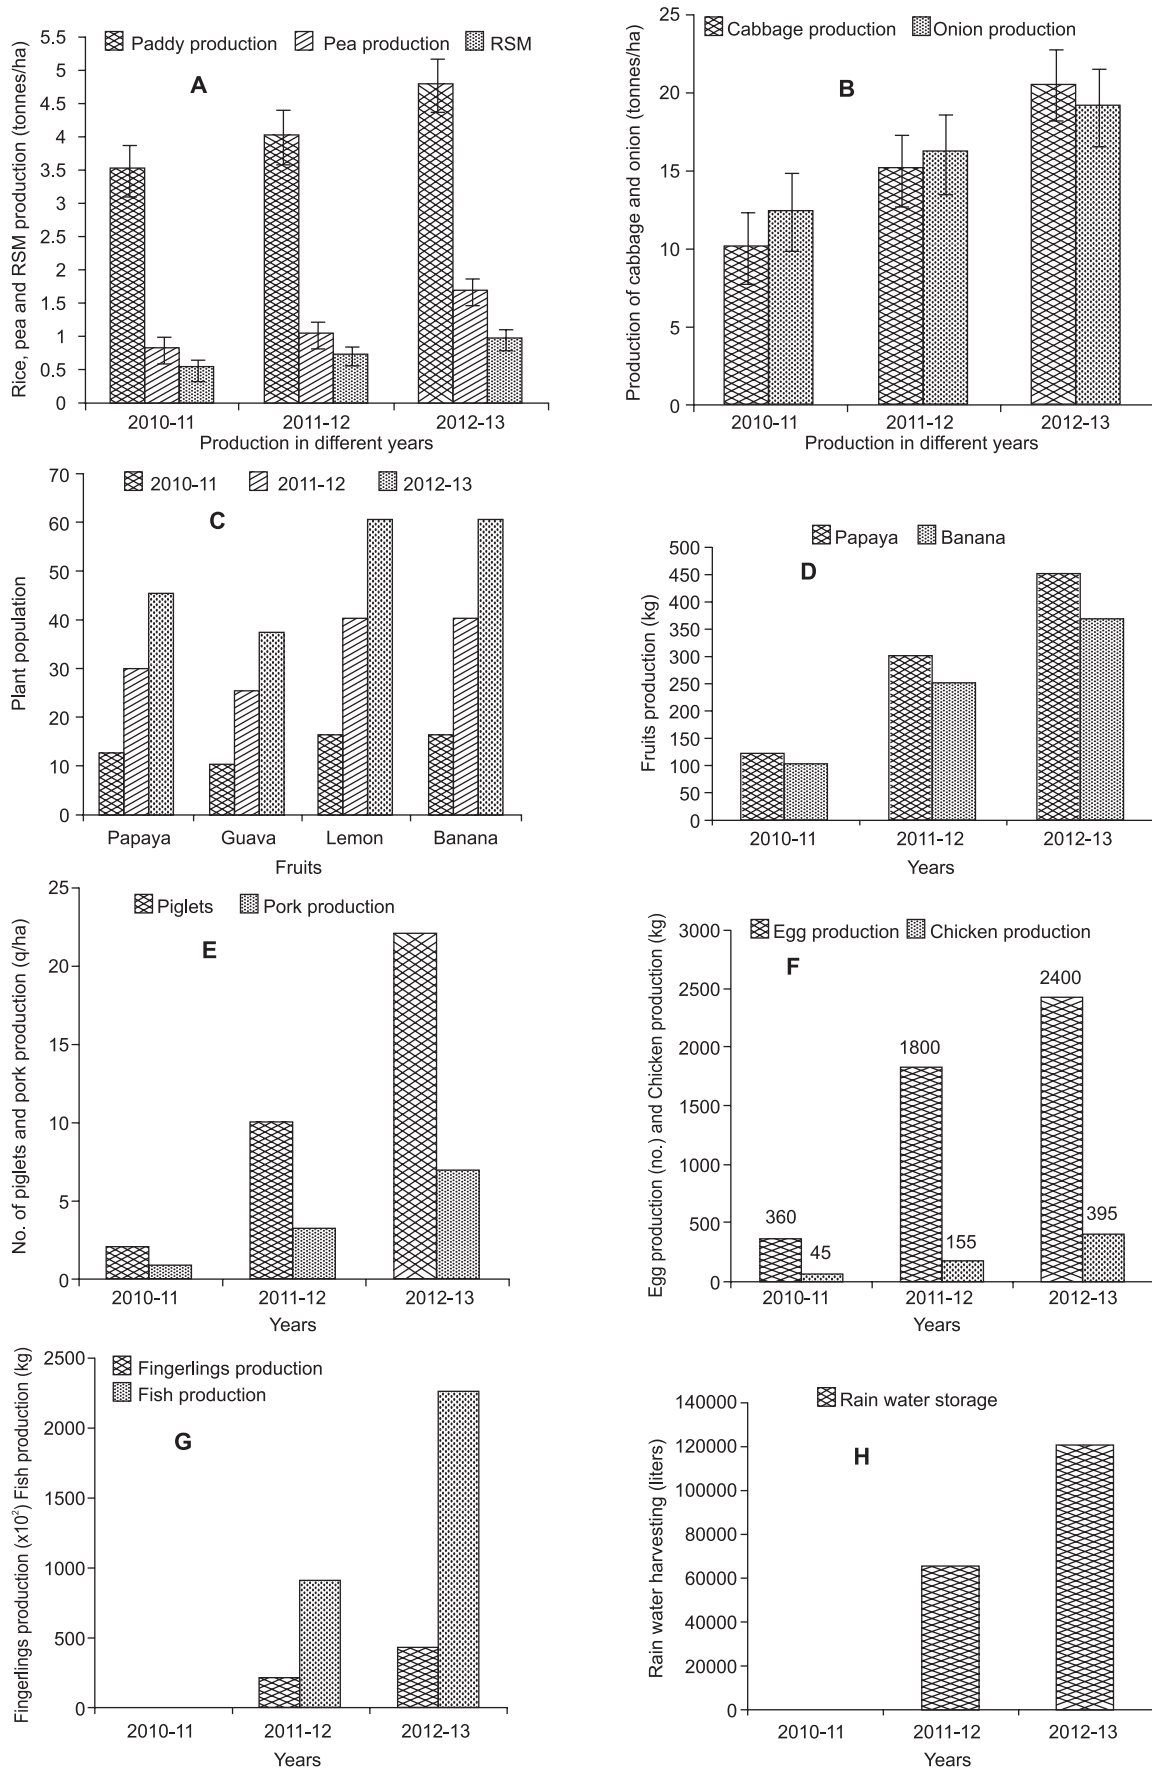 Paddy production Pea production RSM
A
Rice, pea and RSM production (tonnes/ha)
5.5
5
4.5
4
3.5
3
2.5
2
1.5
1
0.5
0
2010-11 2011-12 2012-13
Production in different years
Cabbage production Onion production
B
Production of cabbage and onion (tonnes/ha)
25
20
15
10
5
0
2010-11 2011-12 2012-13
Production in different years
2010-11 2011-12 2012-13
C
Plant population
70
60
50
40
30
20
10
0
Papaya Guava Lemon Banana
Fruits
Papaya Banana
D
Fruits production (kg)
500
450
400
350
300
250
200
150
100
50
0
2010-11 2011-12 2012-13
Years
Piglets Pork production
E
No. of piglets and pork production (q/ha)
25
20
15
10
5
0
2010-11 2011-12 2012-13
Years
Egg production Chicken production
F
Egg production (no.) and Chicken production (kg)
3000
2500
2000
1500
1000
500
0
360 45
1800 155
2400 395
2010-11 2011-12 2012-13
Years
Fingerlings production
Fish production
G
Fingerlings production (x10²) Fish production (kg)
2500
2000
1500
1000
500
0
2010-11 2011-12 2012-13
Years
Rain water storage
H
Rain water harvesting (liters)
140000
120000
100000
80000
60000
40000
20000
0
2010-11 2011-12 2012-13
Years